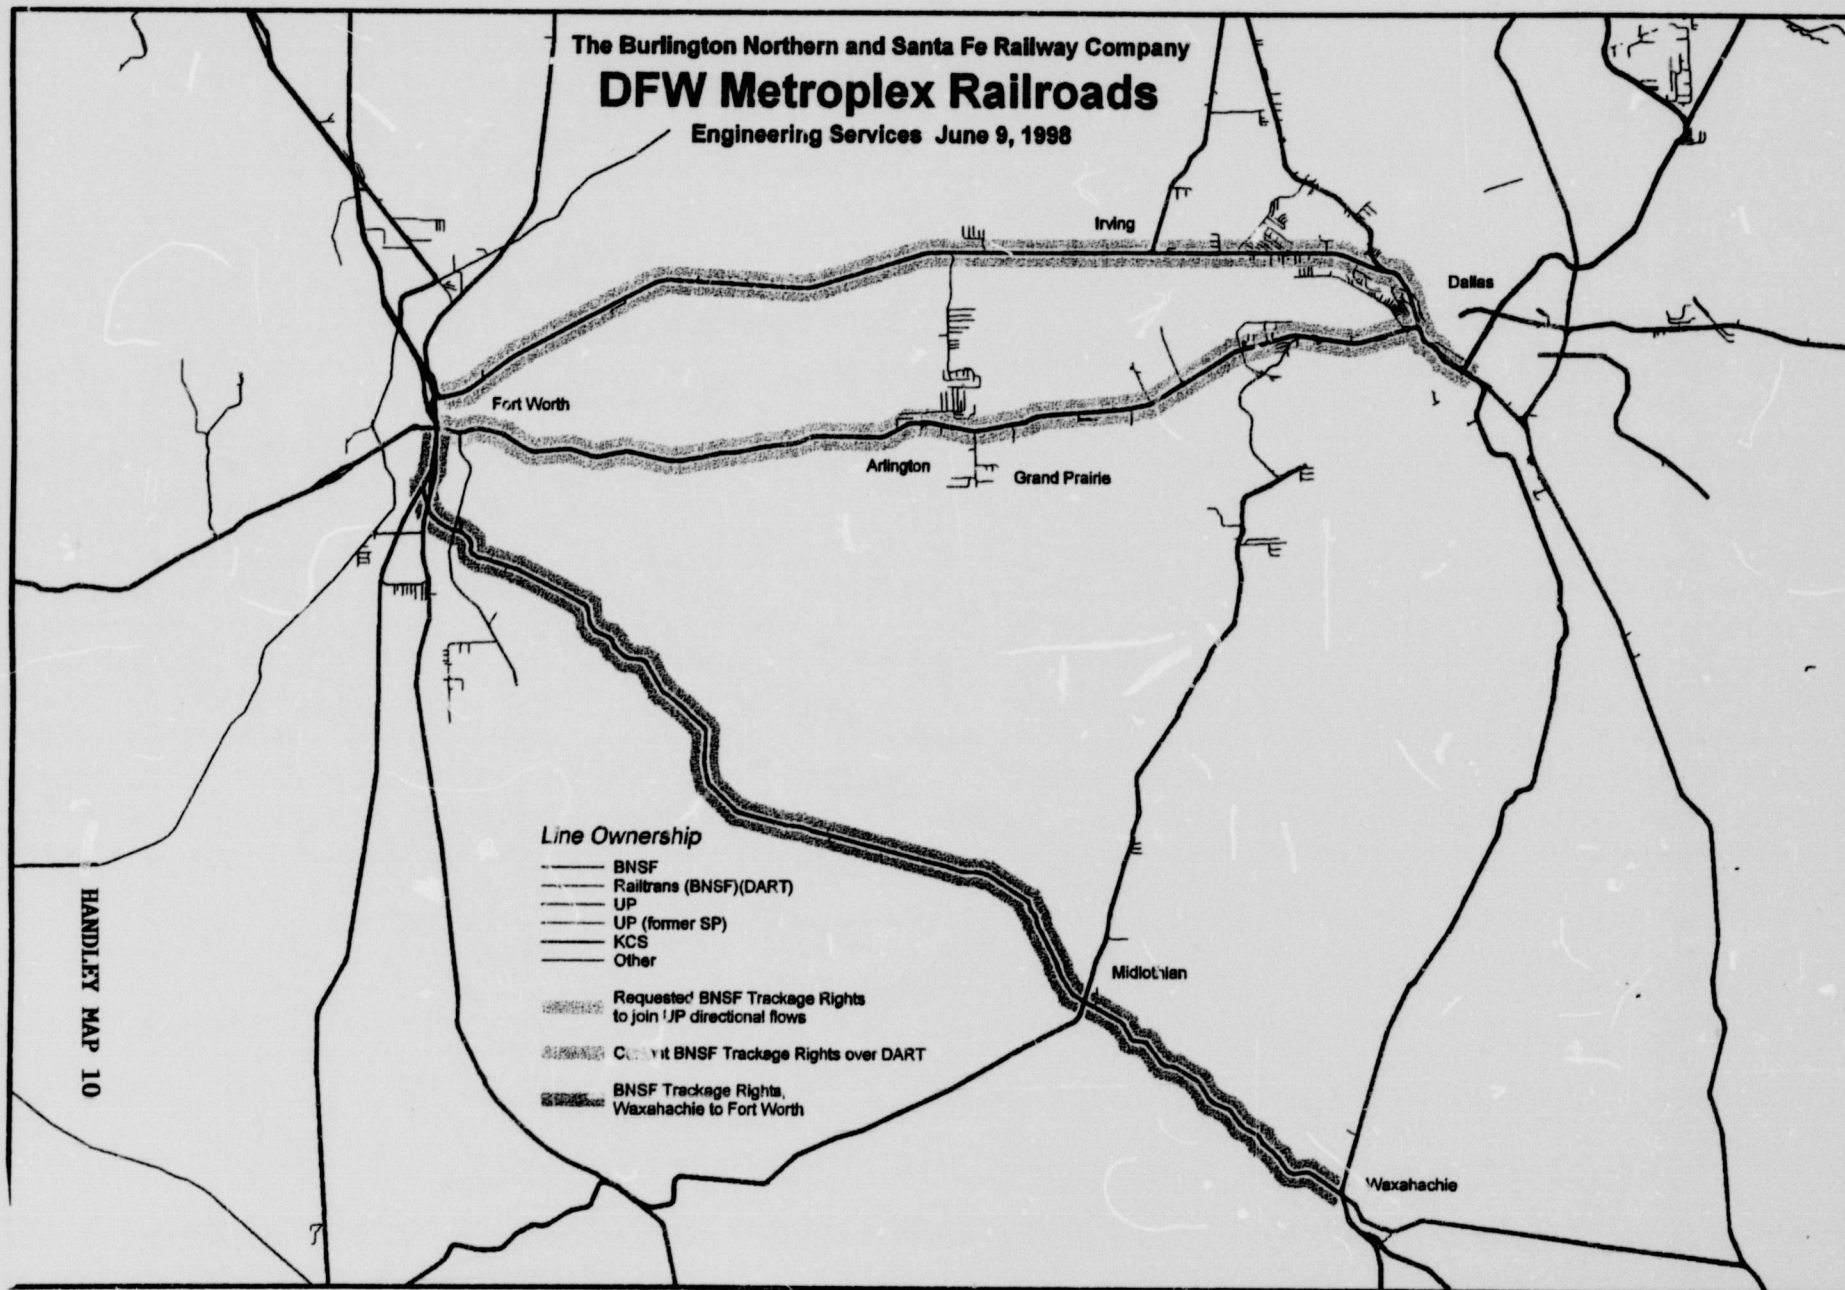 The Burlington Northern and Santa Fe Railway Company
DFW Metroplex Railroads
Engineering Services June 9, 1998
Irving
Dallas
Fort Worth
Arlington
Grand Prairie
Line Ownership
BNSF
Railtrans (BNSF)(DART)
UP
UP (former SP)
KCS
Other
Requested BNSF Trackage Rights
to join UP directional flows
BNSF Trackage Rights over DART
BNSF Trackage Rights,
Waxahachie to Fort Worth
Midlothian
Waxahachie
HANDLEY MAP 10